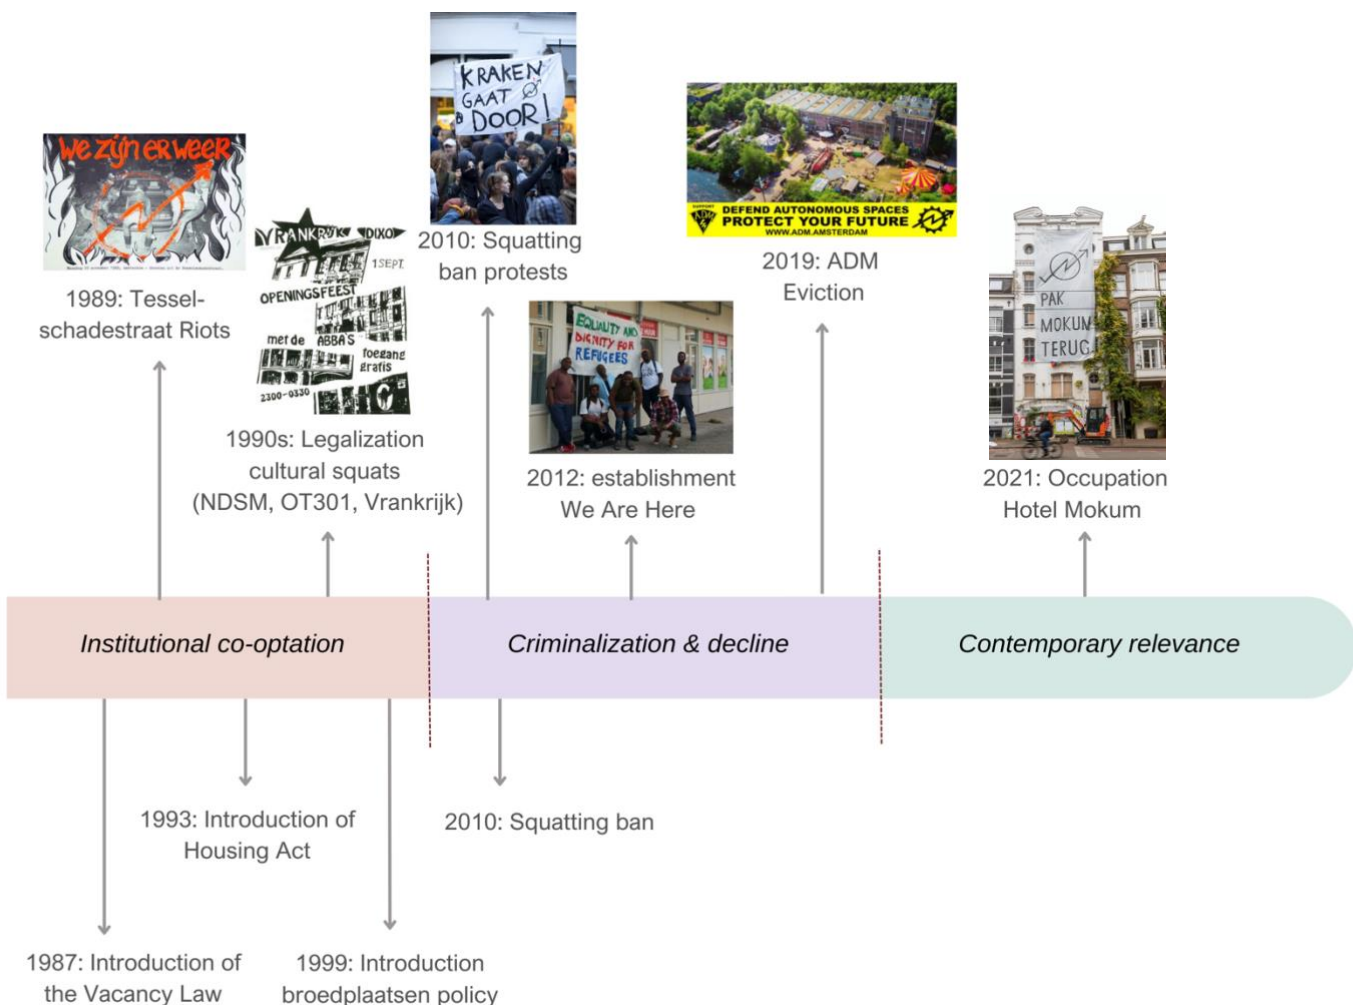 We zijn er weer
1989: Tessel-
schadestraat Riots
VRANKRIJK DIXO
1 SEPT.
OPENINGSFEEST
met de ABBA'S
toegang
gratis
2300-0330
1990s: Legalization
cultural squats
(NDSM, OT301, Vrankrijk)
KRAKEN
GAAT
DOOR!
2010: Squatting
ban protests
EQUALITY AND
DIGNITY FOR
REFUGEES
2012: establishment
We Are Here
SUPPORT
ADM
DEFEND AUTONOMOUS SPACES
PROTECT YOUR FUTURE
WWW.ADM.AMSTERDAM
2019: ADM
Eviction
PAK
MOKUM
TERUG!
2021: Occupation
Hotel Mokum
Institutional co-optation
Criminalization & decline
Contemporary relevance
1993: Introduction of
Housing Act
2010: Squatting ban
1987: Introduction of
the Vacancy Law
1999: Introduction
broedplaatsen policy